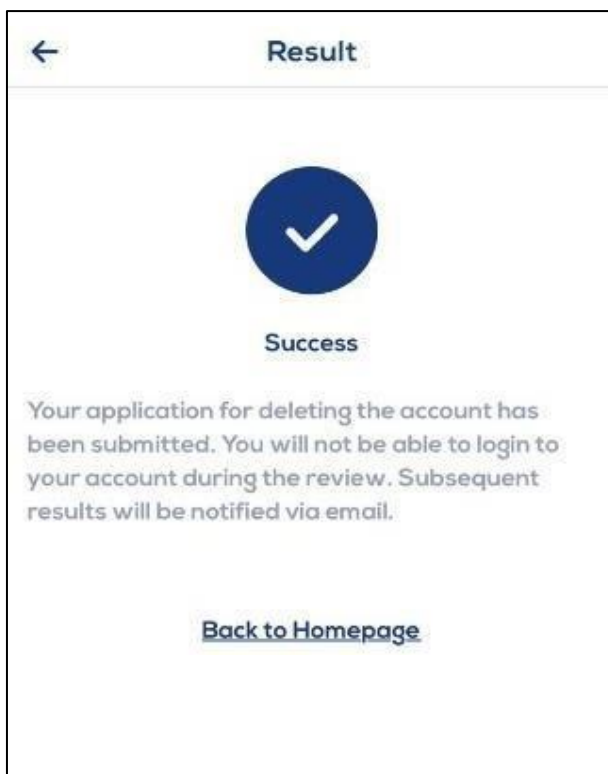 Result
Success
Your application for deleting the account has
been submitted. You will not be able to login to
your account during the review. Subsequent
results will be notified via email.
Back to Homepage